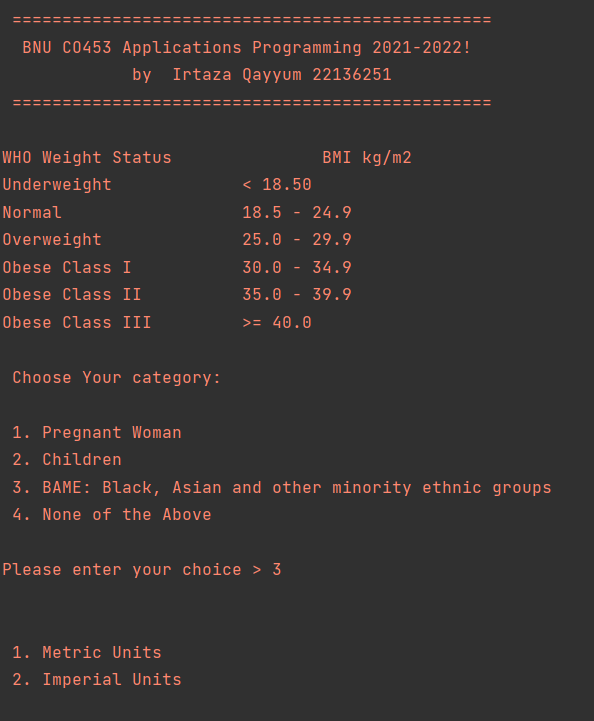 ================================================
BNU CO453 Applications Programming 2021-2022!
by  Irtaza Qayyum 22136251
================================================
WHO Weight Status               BMI kg/m2
Underweight             < 18.50
Normal                  18.5 - 24.9
Overweight              25.0 - 29.9
Obese Class I           30.0 - 34.9
Obese Class II          35.0 - 39.9
Obese Class III         >= 40.0
Choose Your category:
1. Pregnant Woman
2. Children
3. BAME: Black, Asian and other minority ethnic groups
4. None of the Above
Please enter your choice > 3
1. Metric Units
2. Imperial Units